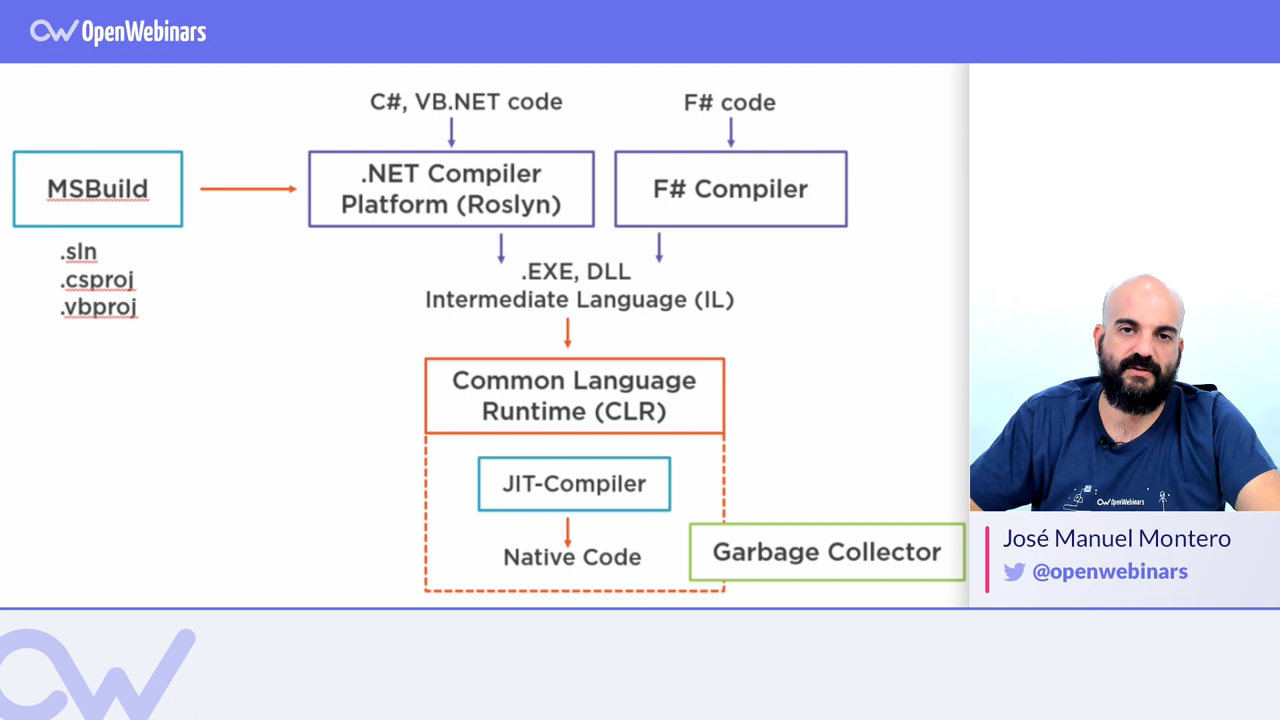 OpenWebinars
C#, VB.NET code
F# code
MSBuild
.NET Compiler
Platform (Roslyn)
F# Compiler
.sln
.csproj
.vbproj
.EXE, DLL
Intermediate Language (IL)
Common Language
Runtime (CLR)
JIT-Compiler
Native Code
Garbage Collector
OpenWebinars
José Manuel Montero
@openwebinars